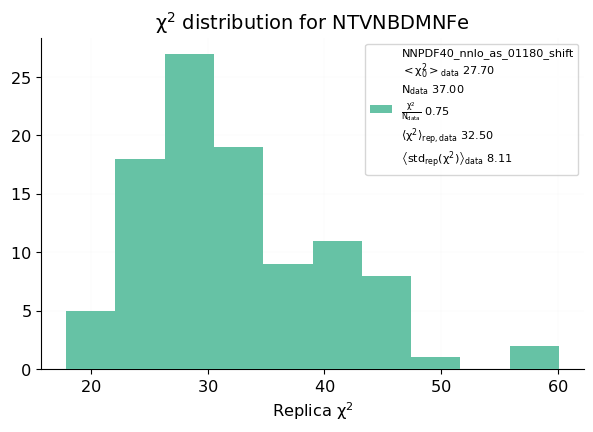 χ² distribution for NTVNBDMNFe
NNPDF40_nnlo_as_01180_shift
<χ₀²>data 27.70
Ndata 37.00
χ²/Ndata 0.75
⟨χ²⟩rep, data 32.50
⟨stdrep(χ²)⟩data 8.11
25
20
15
10
5
0
20 30 40 50 60
Replica χ²